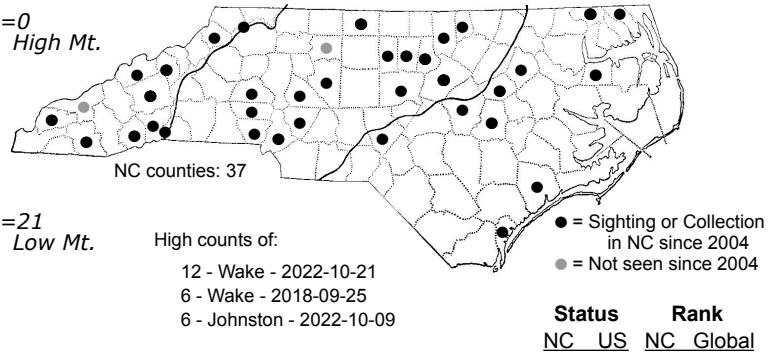 =0
High Mt.
NC counties: 37
=21
Low Mt.
High counts of:
12 - Wake - 2022-10-21
6 - Wake - 2018-09-25
6 - Johnston - 2022-10-09
= Sighting or Collection
in NC since 2004
= Not seen since 2004
Status Rank
NC US NC Global